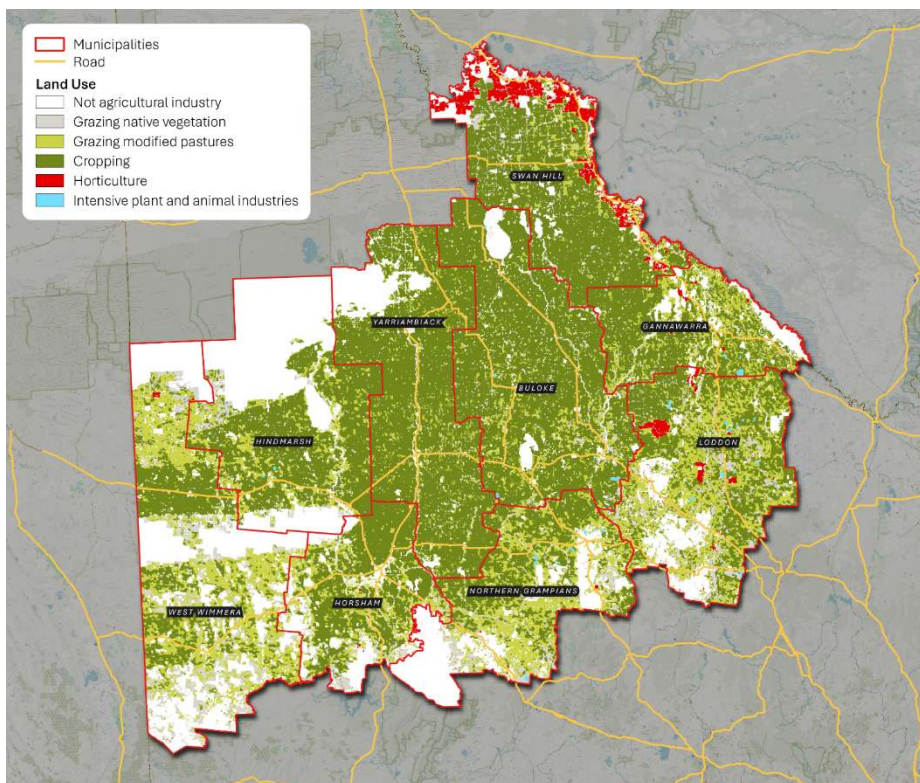 Municipalities
Road
Land Use
Not agricultural industry
Grazing native vegetation
Grazing modified pastures
Cropping
Horticulture
Intensive plant and animal industries
SWAN HILL
YARRIAMBIACK
GANNAWARRA
BULOKE
HINDMARSH
LODDON
NORTHERN GRAMPIANS
HORSHAM
WEST WIMMERA